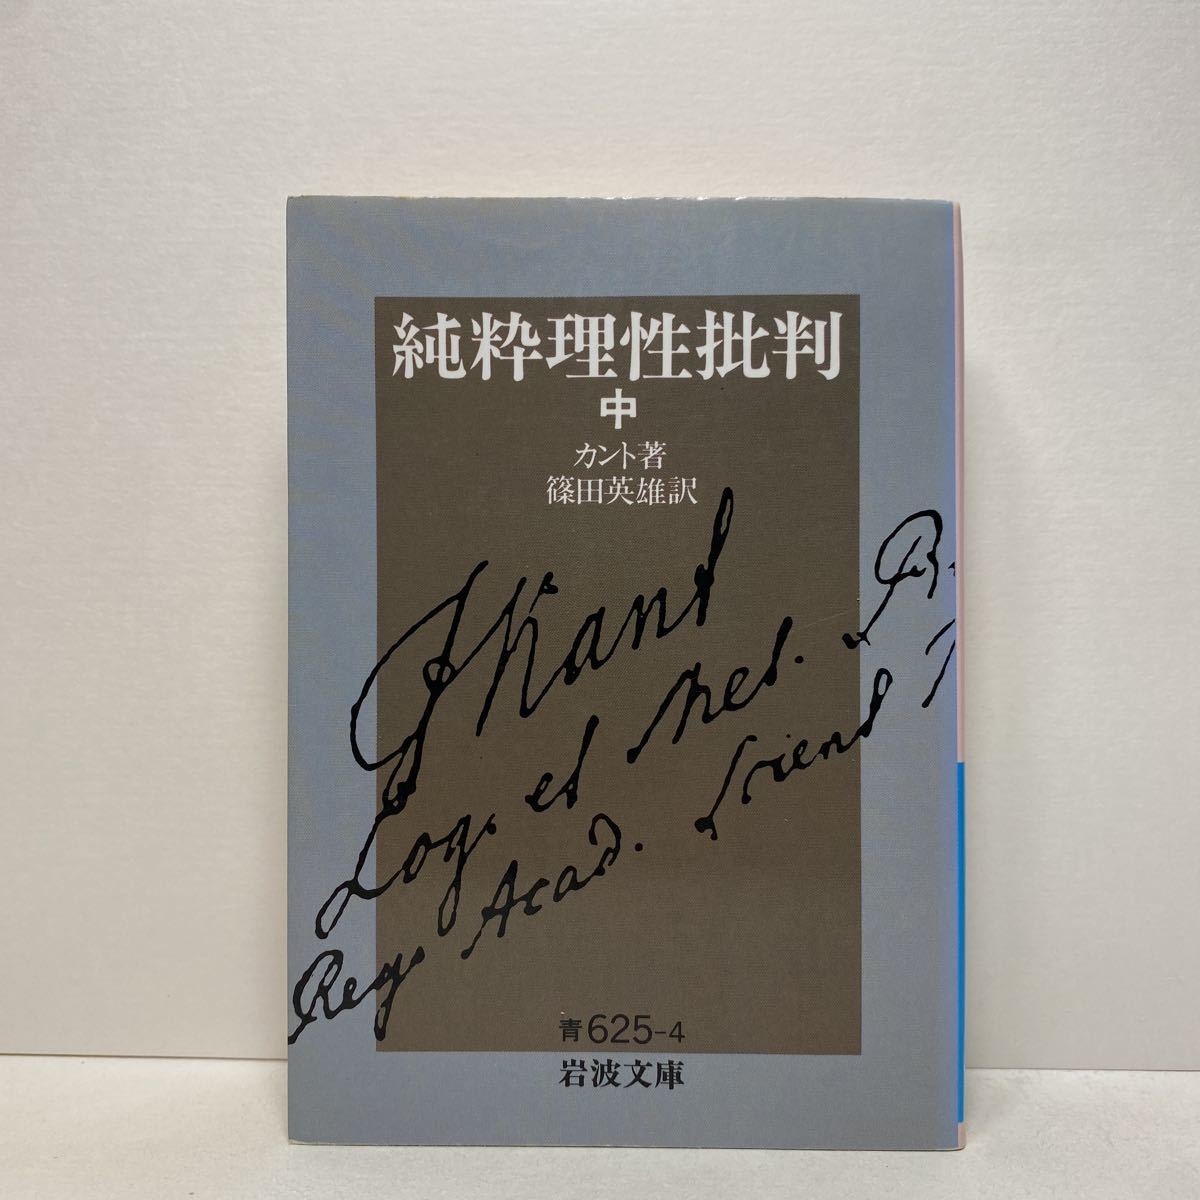 純粋理性批判
中
カント著
篠田英雄訳
I Kant
Log. et Met.
Reg. Acad. Scient
青625-4
岩波文庫